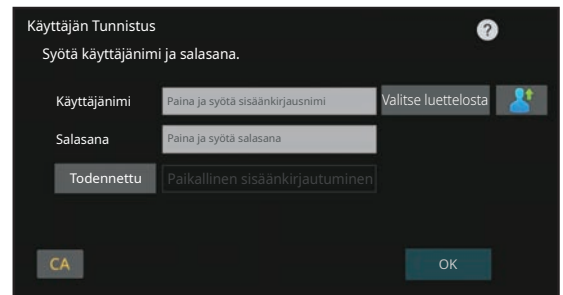 Käyttäjän Tunnistus
?
Syötä käyttäjänimi ja salasana.
Käyttäjänimi Paina ja syötä sisäänkirjausnimi Valitse luettelosta
Salasana Paina ja syötä salasana
Todennettu Paikallinen sisäänkirjautuminen
CA OK